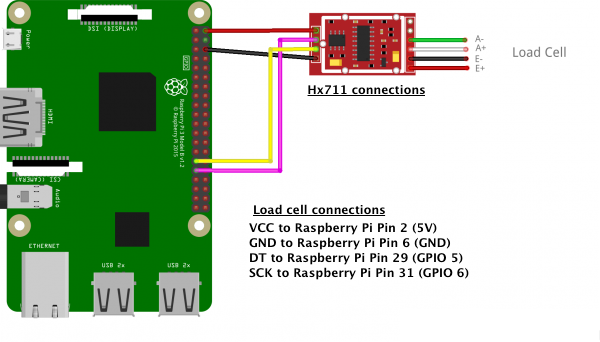 DSI (DISPLAY)
Power
GPIO
HDMI
Raspberry Pi 3 Model B v1.2
© Raspberry Pi 2015
CSI (CAMERA)
Audio
ETHERNET
USB 2x
USB 2x
A-
A+
E-
E+
Load Cell
Hx711 connections
Load cell connections
VCC to Raspberry Pi Pin 2 (5V)
GND to Raspberry Pi Pin 6 (GND)
DT to Raspberry Pi Pin 29 (GPIO 5)
SCK to Raspberry Pi Pin 31 (GPIO 6)